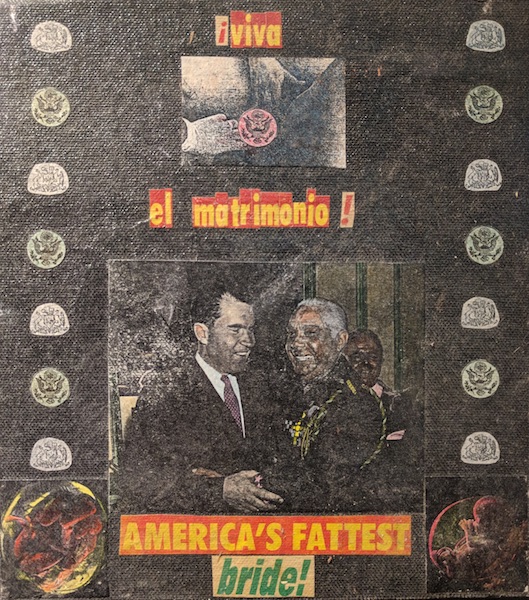 ¡viva
el matrimonio!
AMERICA'S FATTEST
bride!